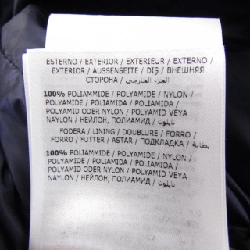 ESTERNO / EXTERIOR / EXTERIEUR / EXTERNO /
EXTERIOR / AUSSENSEITE / DIŞ / ВНЕШНЯЯ
СТОРОНА / الجزء الخارجي
100% POLIAMMIDE / POLYAMIDE / NYLON /
POLYAMIDE / POLIAMIDA / POLIAMIDA /
POLYAMID ODER NYLON / POLYAMID VEYA
NAYLON / НЕЙЛОН, ПОЛИАМИД / نايلون
FODERA / LINING / DOUBLURE / FORRO /
FORRO / FUTTER / ASTAR / ПОДКЛАДКА / بطانة
100% POLIAMMIDE / POLYAMIDE / NYLON /
POLYAMIDE / POLIAMIDA / POLIAMIDA /
POLYAMID ODER NYLON / POLYAMID VEYA
NAYLON / НЕЙЛОН, ПОЛИАМИД / نايلون